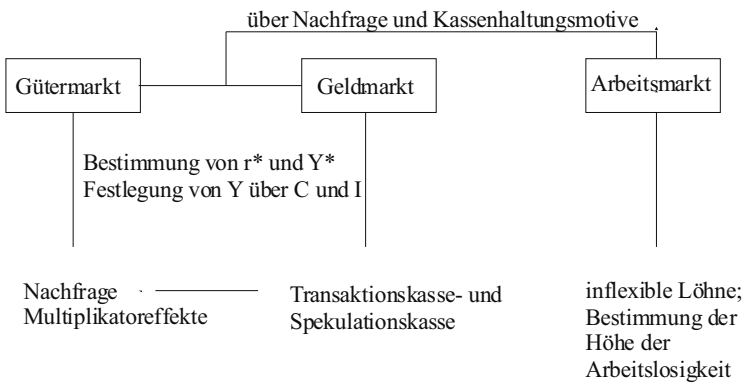 über Nachfrage und Kassenhaltungsmotive
Gütermarkt
Geldmarkt
Arbeitsmarkt
Bestimmung von r* und Y*
Festlegung von Y über C und I
Nachfrage
Multiplikatoreffekte
Transaktionskasse- und
Spekulationskasse
inflexible Löhne;
Bestimmung der
Höhe der
Arbeitslosigkeit